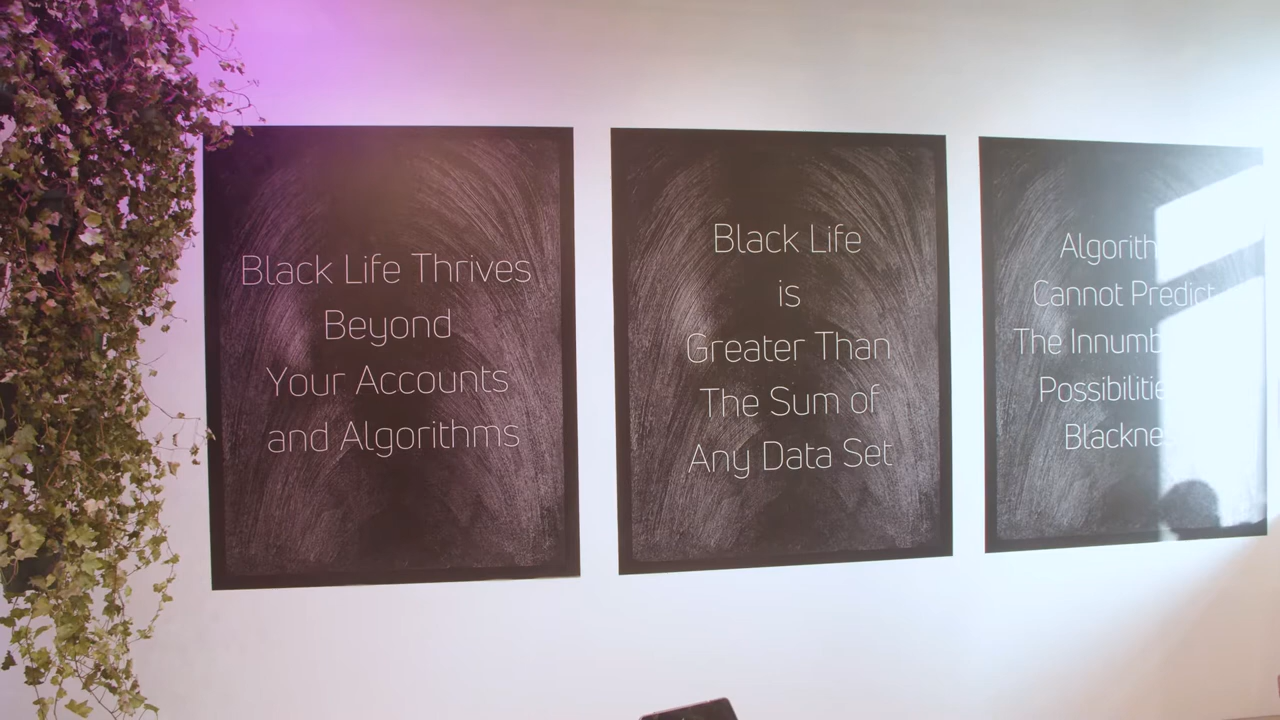 Black Life Thrives
Beyond
Your Accounts
and Algorithms
Black Life
is
Greater Than
The Sum of
Any Data Set
Cannot Predict
The